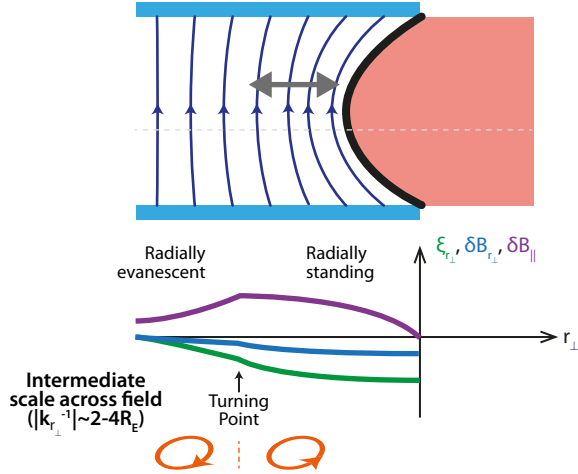 Radially
evanescent
Radially
standing
ξr⊥, δBr⊥, δB||
r⊥
Intermediate
scale across field
(|kr⊥⁻¹|~2-4RE)
Turning
Point